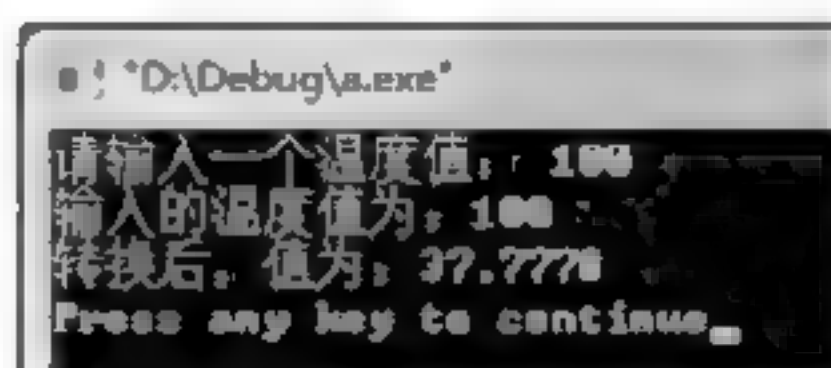 "D:\Debug\a.exe"
请输入一个温度值: 100
输入的温度值为: 100
转换后，值为: 37.7778
Press any key to continue_